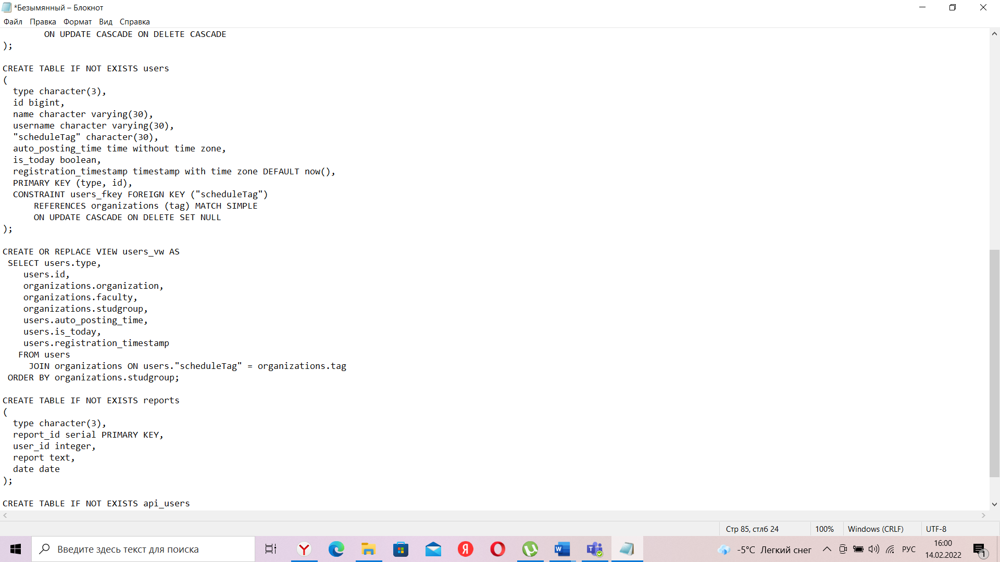 *Безымянный – Блокнот
Файл Правка Формат Вид Справка
ON UPDATE CASCADE ON DELETE CASCADE
);
CREATE TABLE IF NOT EXISTS users
(
type character(3),
id bigint,
name character varying(30),
username character varying(30),
"scheduleTag" character(30),
auto_posting_time time without time zone,
is_today boolean,
registration_timestamp timestamp with time zone DEFAULT now(),
PRIMARY KEY (type, id),
CONSTRAINT users_fkey FOREIGN KEY ("scheduleTag")
REFERENCES organizations (tag) MATCH SIMPLE
ON UPDATE CASCADE ON DELETE SET NULL
);
CREATE OR REPLACE VIEW users_vw AS
SELECT users.type,
users.id,
organizations.organization,
organizations.faculty,
organizations.studgroup,
users.auto_posting_time,
users.is_today,
users.registration_timestamp
FROM users
JOIN organizations ON users."scheduleTag" = organizations.tag
ORDER BY organizations.studgroup;
CREATE TABLE IF NOT EXISTS reports
(
type character(3),
report_id serial PRIMARY KEY,
user_id integer,
report text,
date date
);
CREATE TABLE IF NOT EXISTS api_users
Стр 85, стлб 24 100% Windows (CRLF) UTF-8
Введите здесь текст для поиска
-5°C Легкий снег РУС 16:00
14.02.2022
1